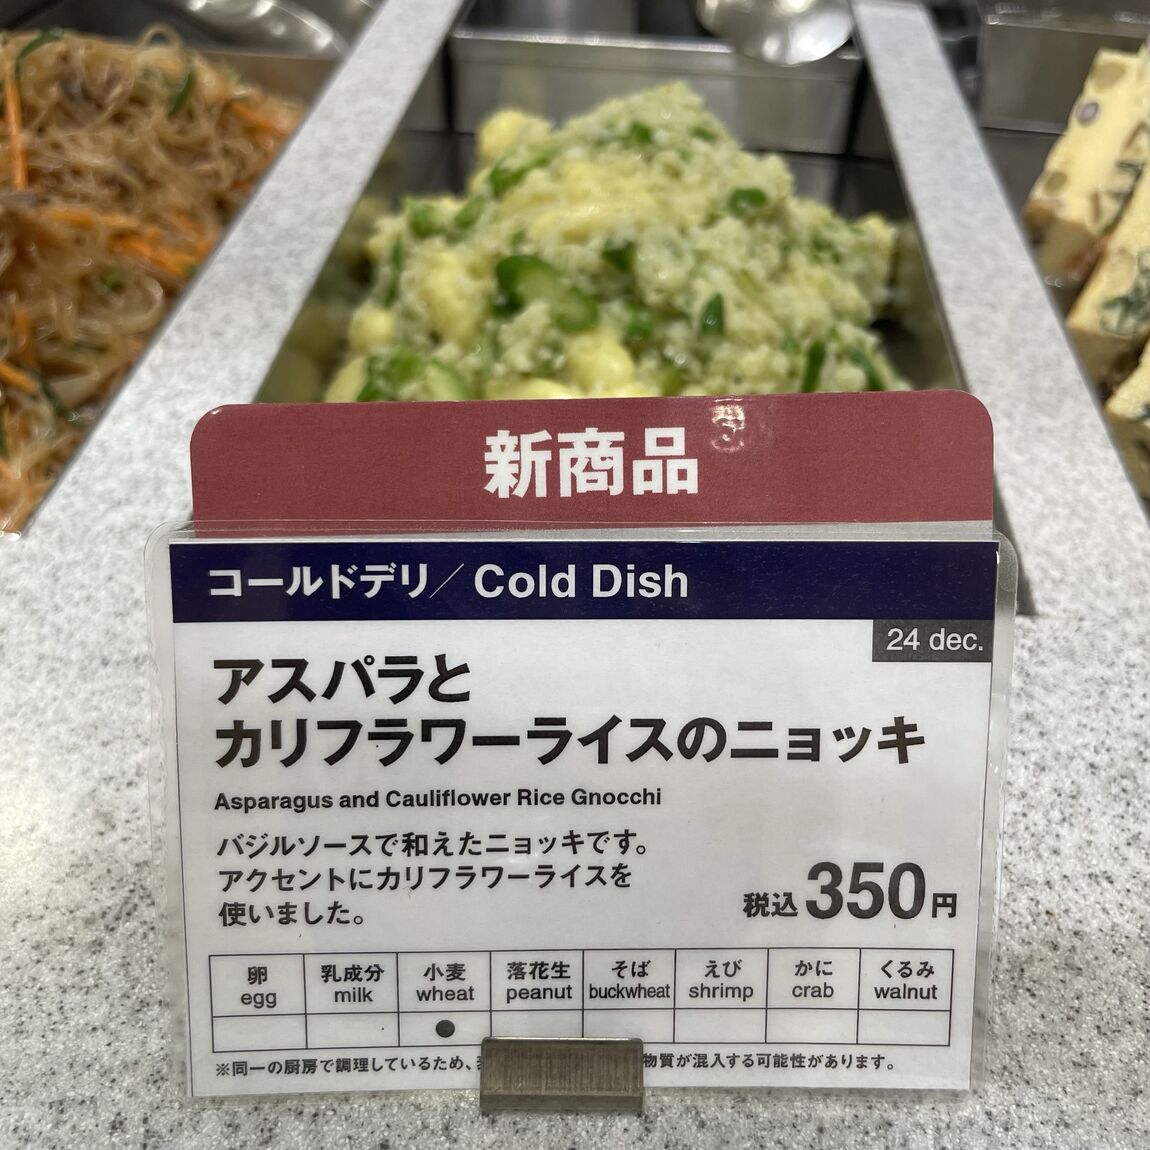 新商品
コールドデリ／Cold Dish
24 dec.
アスパラと
カリフラワーライスのニョッキ
Asparagus and Cauliflower Rice Gnocchi
バジルソースで和えたニョッキです。
アクセントにカリフラワーライスを
使いました。
税込350円
卵 乳成分 小麦 落花生 そば えび かに くるみ
egg milk wheat peanut buckwheat shrimp crab walnut
●
※同一の厨房で調理しているため、 物質が混入する可能性があります。